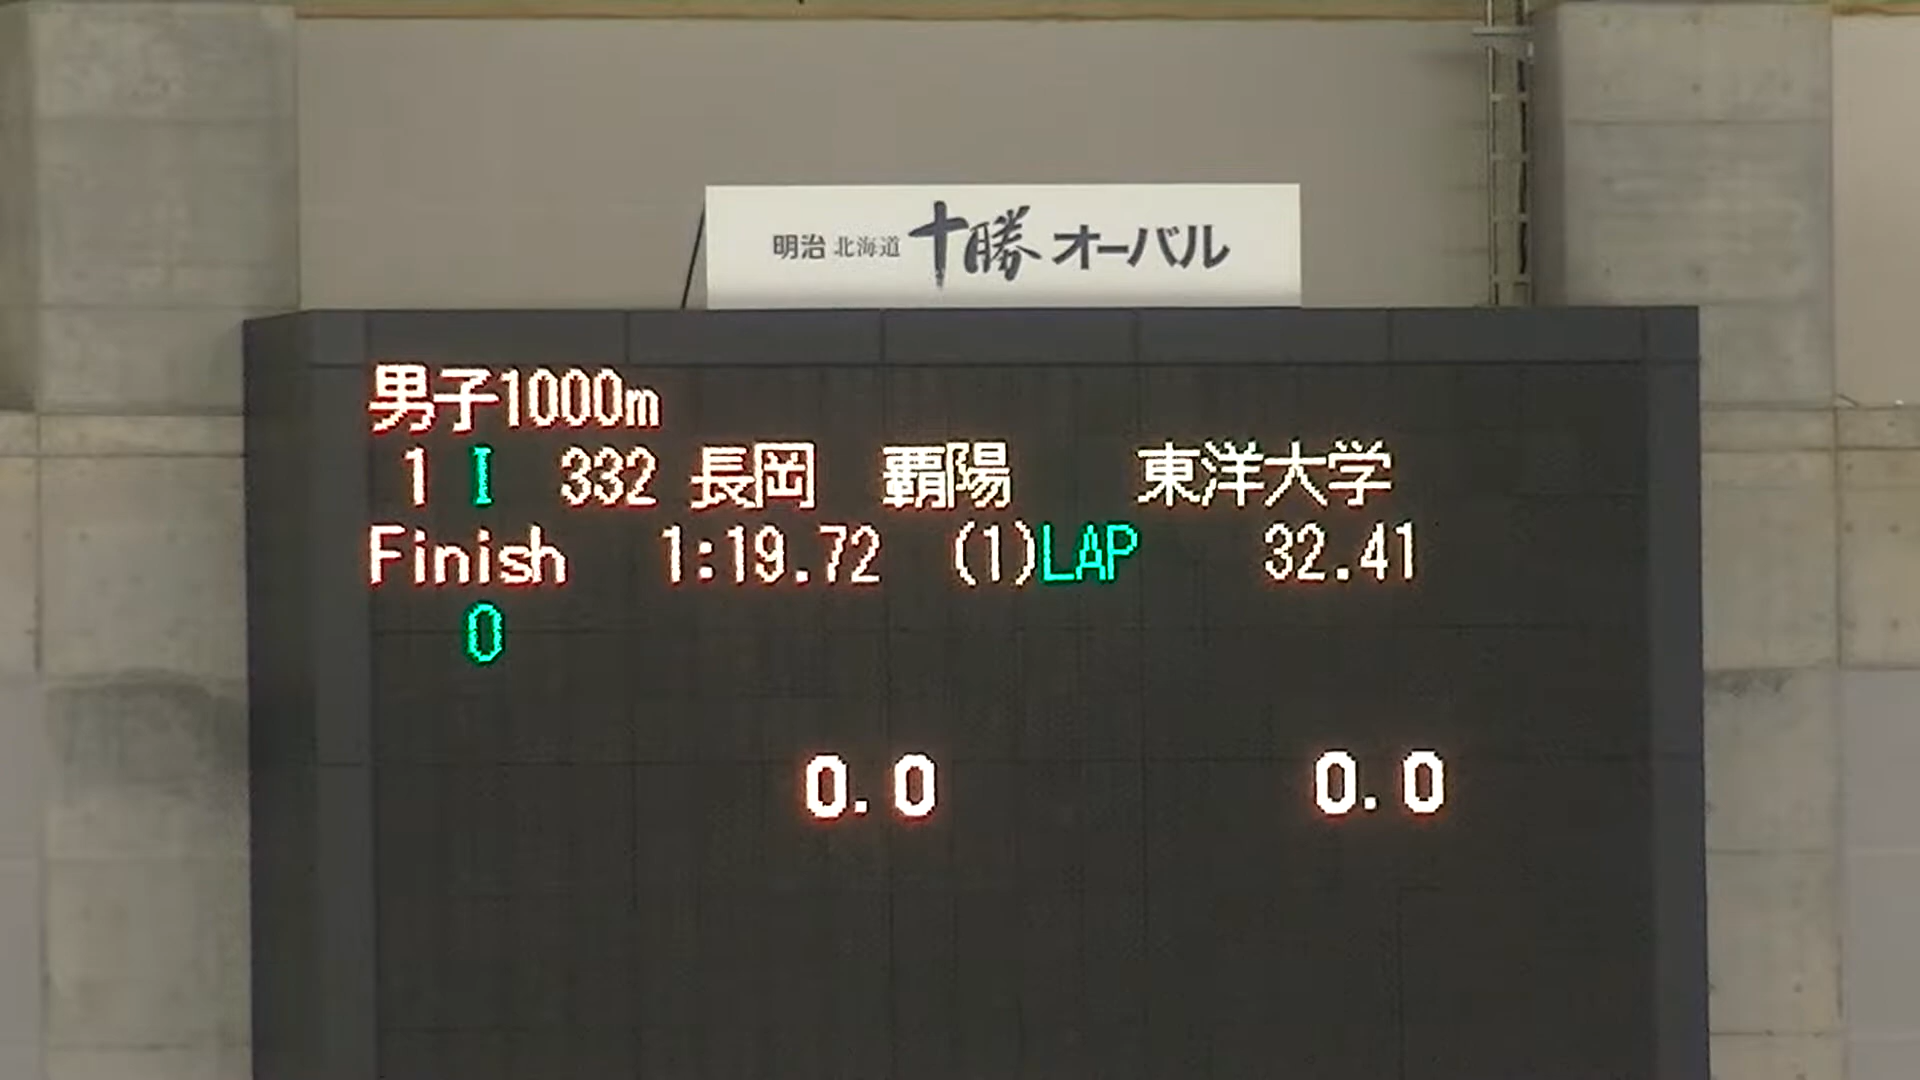 明治 北海道 十勝 オーバル
男子1000m
1 I 332 長岡 覇陽 東洋大学
Finish 1:19.72 (1)LAP 32.41
O
0.0 0.0